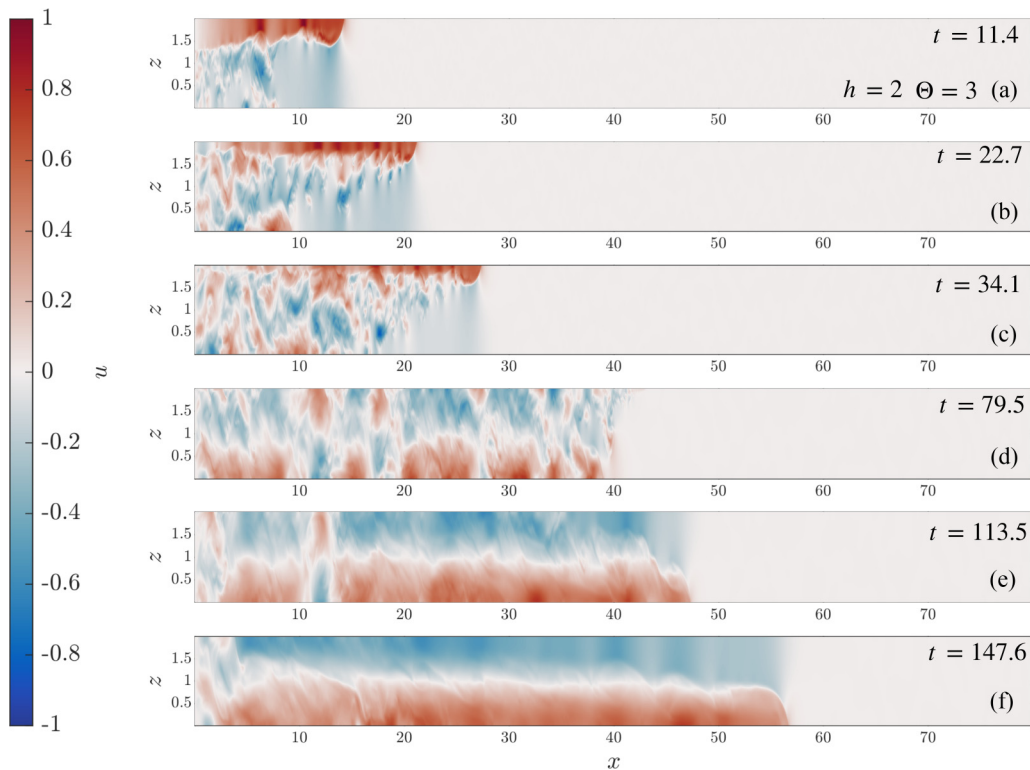 1
0.8
0.6
0.4
0.2
0
-0.2
-0.4
-0.6
-0.8
-1
u
z
1.5
1
0.5
t = 11.4
h = 2 Θ = 3 (a)
10 20 30 40 50 60 70
z
1.5
1
0.5
t = 22.7
(b)
10 20 30 40 50 60 70
z
1.5
1
0.5
t = 34.1
(c)
10 20 30 40 50 60 70
z
1.5
1
0.5
t = 79.5
(d)
10 20 30 40 50 60 70
z
1.5
1
0.5
t = 113.5
(e)
10 20 30 40 50 60 70
z
1.5
1
0.5
t = 147.6
(f)
10 20 30 40 50 60 70
x